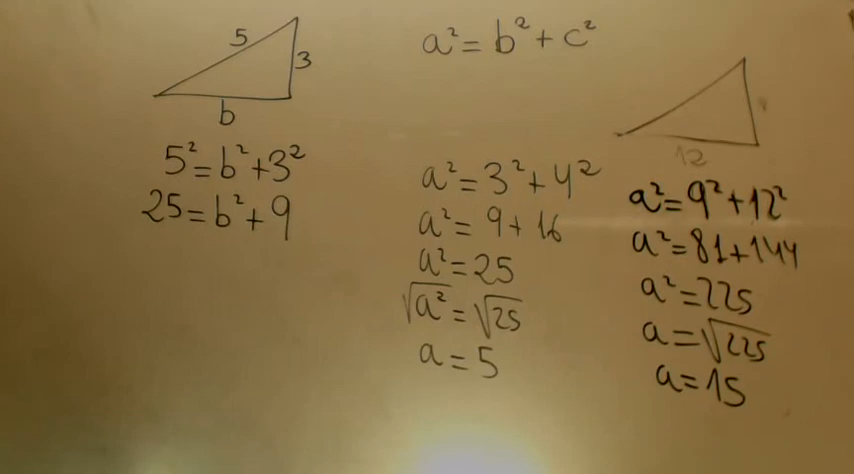 5
3
b
5² = b² + 3²
25 = b² + 9
a² = b² + c²
a² = 3² + 4²
a² = 9 + 16
a² = 25
√a² = √25
a = 5
12
a² = 9² + 12²
a² = 81 + 144
a² = 225
a = √225
a = 15